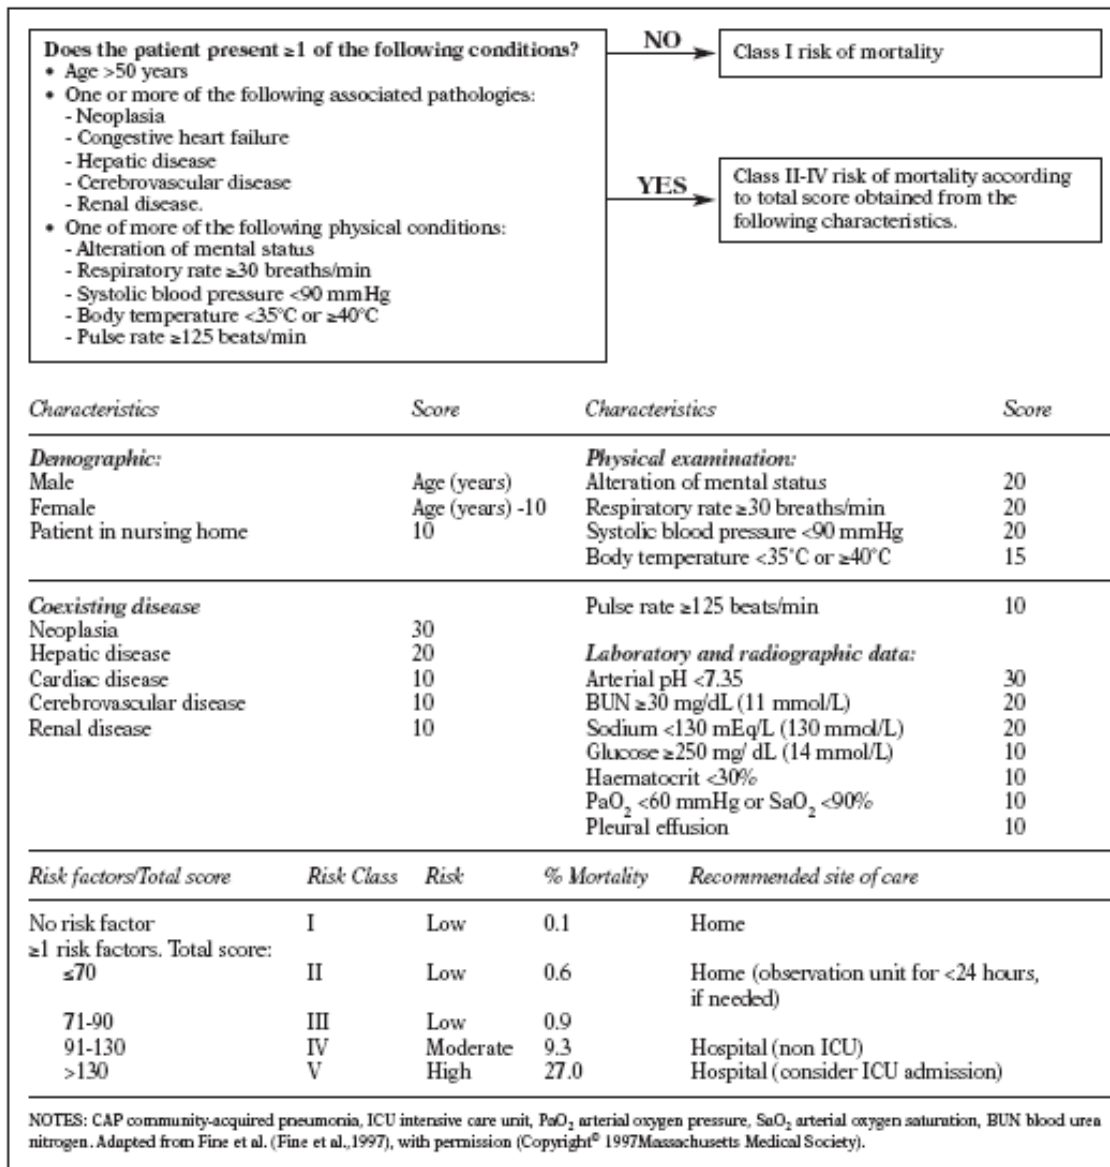 Does the patient present ≥1 of the following conditions?
• Age >50 years
• One or more of the following associated pathologies:
- Neoplasia
- Congestive heart failure
- Hepatic disease
- Cerebrovascular disease
- Renal disease.
• One of more of the following physical conditions:
- Alteration of mental status
- Respiratory rate ≥30 breaths/min
- Systolic blood pressure <90 mmHg
- Body temperature <35°C or ≥40°C
- Pulse rate ≥125 beats/min
NO
Class I risk of mortality
YES
Class II-IV risk of mortality according
to total score obtained from the
following characteristics.
Characteristics Score Characteristics Score
Demographic: Physical examination:
Male Age (years) Alteration of mental status 20
Female Age (years) -10 Respiratory rate ≥30 breaths/min 20
Patient in nursing home 10 Systolic blood pressure <90 mmHg 20
Body temperature <35°C or ≥40°C 15
Coexisting disease Pulse rate ≥125 beats/min 10
Neoplasia 30
Hepatic disease 20 Laboratory and radiographic data:
Cardiac disease 10 Arterial pH <7.35 30
Cerebrovascular disease 10 BUN ≥30 mg/dL (11 mmol/L) 20
Renal disease 10 Sodium <130 mEq/L (130 mmol/L) 20
Glucose ≥250 mg/ dL (14 mmol/L) 10
Haematocrit <30% 10
PaO₂ <60 mmHg or SaO₂ <90% 10
Pleural effusion 10
Risk factors/Total score Risk Class Risk % Mortality Recommended site of care
No risk factor I Low 0.1 Home
≥1 risk factors. Total score:
≤70 II Low 0.6 Home (observation unit for <24 hours,
if needed)
71-90 III Low 0.9
91-130 IV Moderate 9.3 Hospital (non ICU)
>130 V High 27.0 Hospital (consider ICU admission)
NOTES: CAP community-acquired pneumonia, ICU intensive care unit, PaO₂ arterial oxygen pressure, SaO₂ arterial oxygen saturation, BUN blood urea
nitrogen. Adapted from Fine et al. (Fine et al.,1997), with permission (Copyright© 1997Massachusetts Medical Society).